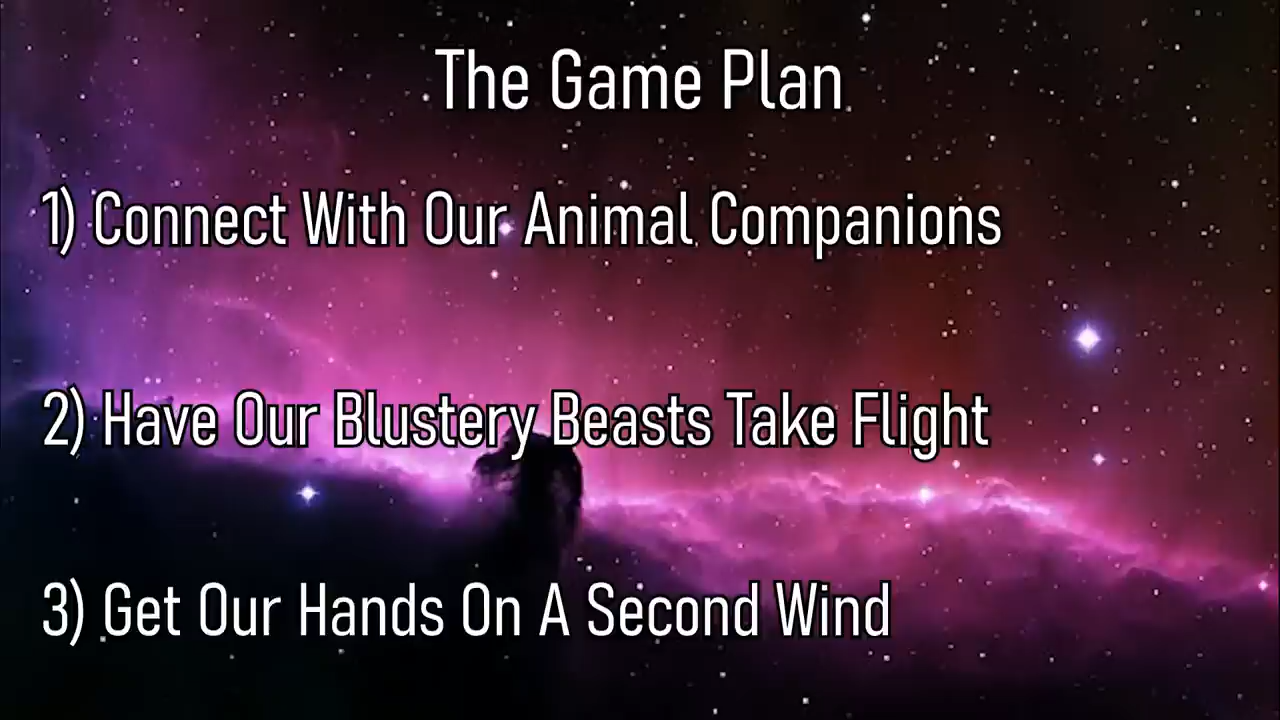 The Game Plan
1) Connect With Our Animal Companions
2) Have Our Blustery Beasts Take Flight
3) Get Our Hands On A Second Wind